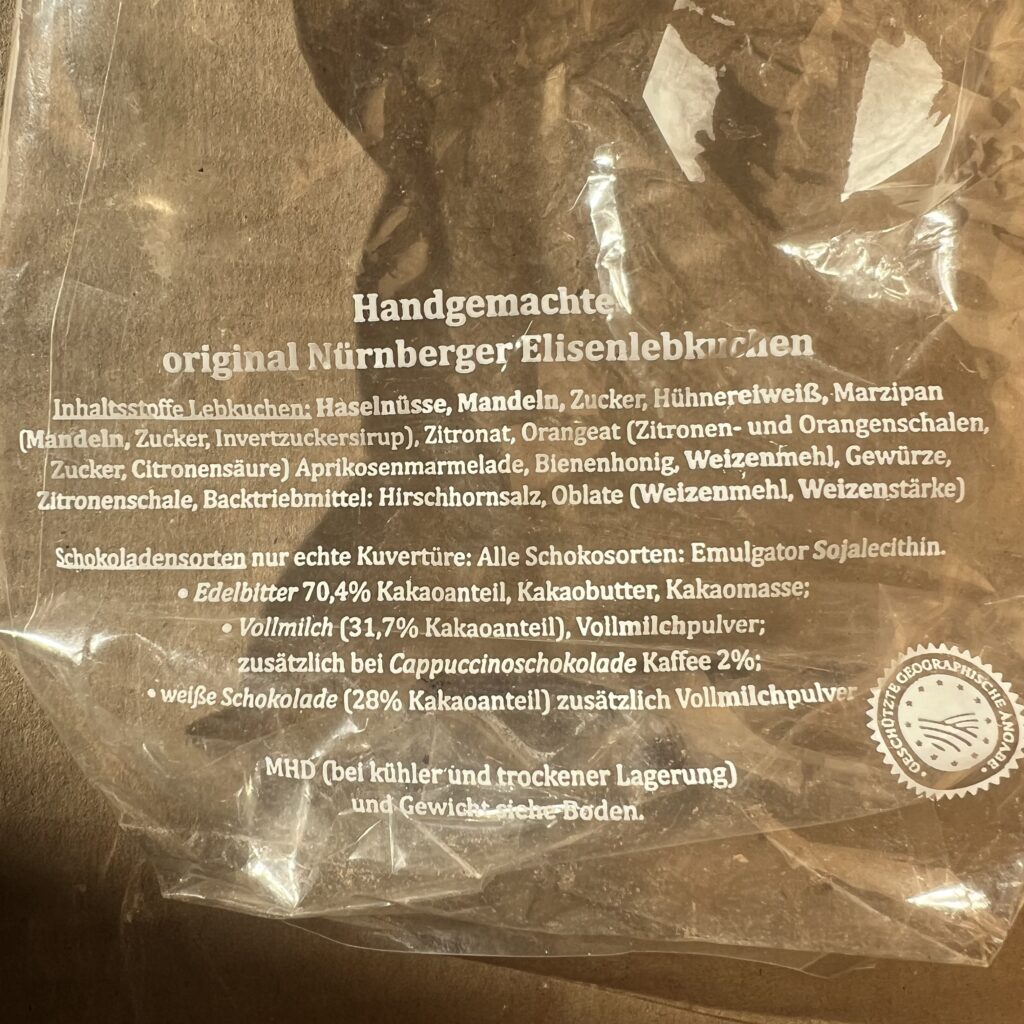 Handgemachte
original Nürnberger Elisenlebkuchen
Inhaltsstoffe Lebkuchen: Haselnüsse, Mandeln, Zucker, Hühnereiweiß, Marzipan
(Mandeln, Zucker, Invertzuckersirup), Zitronat, Orangeat (Zitronen- und Orangenschalen,
Zucker, Citronensäure) Aprikosenmarmelade, Bienenhonig, Weizenmehl, Gewürze,
Zitronenschale, Backtriebmittel: Hirschhornsalz, Oblate (Weizenmehl, Weizenstärke)
Schokoladensorten nur echte Kuvertüre: Alle Schokosorten: Emulgator Sojalecithin.
• Edelbitter 70,4% Kakaoanteil, Kakaobutter, Kakaomasse;
• Vollmilch (31,7% Kakaoanteil), Vollmilchpulver;
zusätzlich bei Cappuccinoschokolade Kaffee 2%;
• weiße Schokolade (28% Kakaoanteil) zusätzlich Vollmilchpulver
GESCHÜTZTE GEOGRAPHISCHE ANGABE
MHD (bei kühler und trockener Lagerung)
und Gewicht siehe Boden.